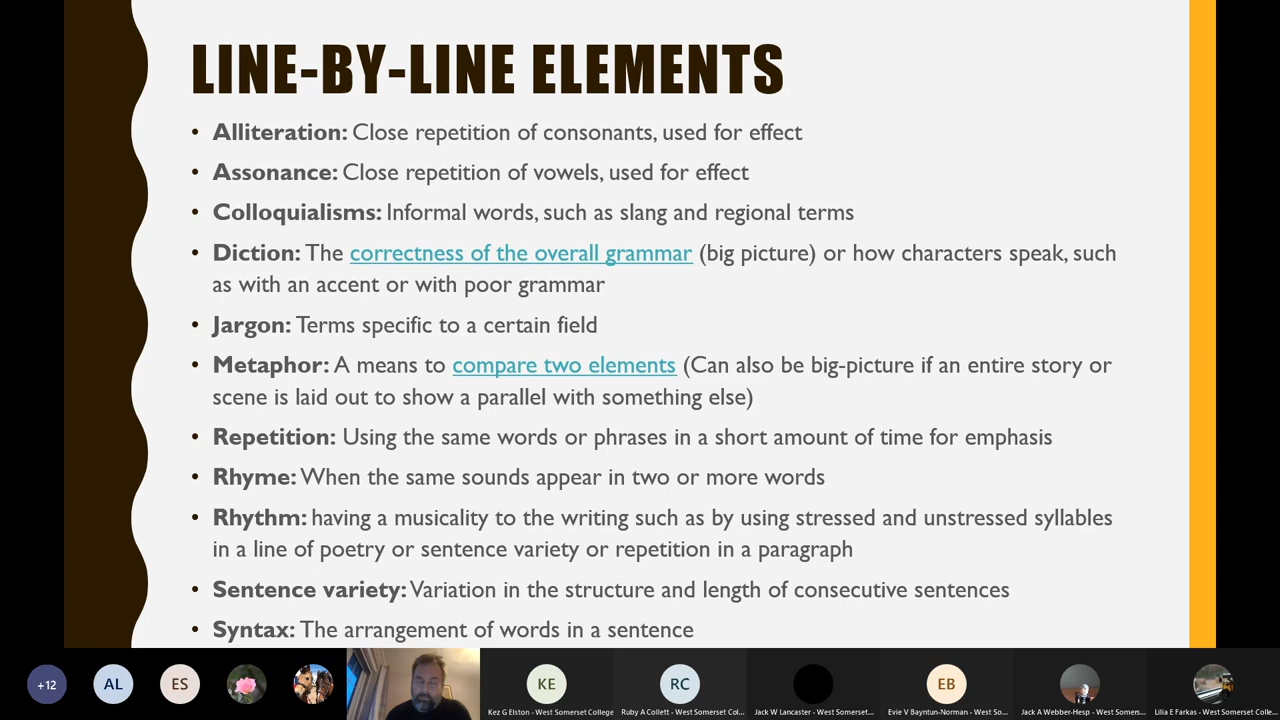 LINE-BY-LINE ELEMENTS
• Alliteration: Close repetition of consonants, used for effect
• Assonance: Close repetition of vowels, used for effect
• Colloquialisms: Informal words, such as slang and regional terms
• Diction: The correctness of the overall grammar (big picture) or how characters speak, such
as with an accent or with poor grammar
• Jargon: Terms specific to a certain field
• Metaphor: A means to compare two elements (Can also be big-picture if an entire story or
scene is laid out to show a parallel with something else)
• Repetition: Using the same words or phrases in a short amount of time for emphasis
• Rhyme: When the same sounds appear in two or more words
• Rhythm: having a musicality to the writing such as by using stressed and unstressed syllables
in a line of poetry or sentence variety or repetition in a paragraph
• Sentence variety: Variation in the structure and length of consecutive sentences
• Syntax: The arrangement of words in a sentence
+12 AL ES KE RC EB
Kez G Elston - West Somerset College Ruby A Collett - West Somerset Col... Jack W Lancaster - West Somerset... Evie V Bayntun-Norman - West So... Jack A Webber-Hesp - West Somers... Lilia E Farkas - West Somerset Colle...